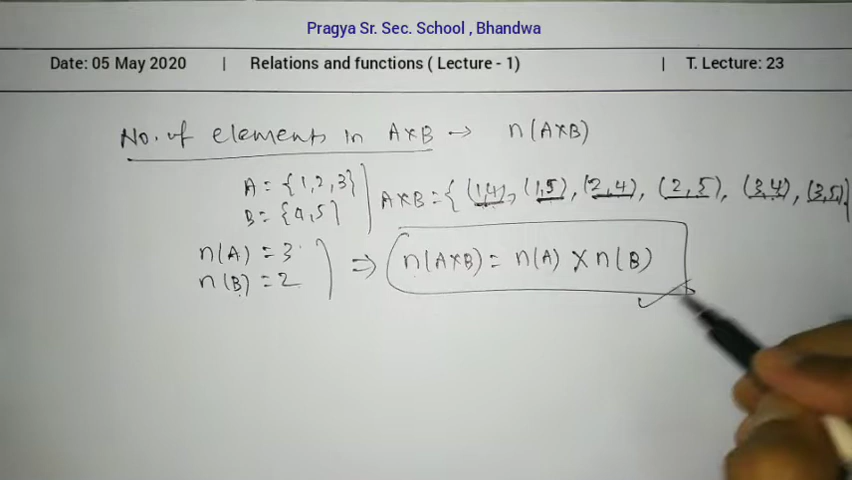 Pragya Sr. Sec. School , Bhandwa
Date: 05 May 2020 | Relations and functions ( Lecture - 1) | T. Lecture: 23
No. of elements in A×B → n(A×B)
A = {1,2,3}
B = {4,5}
A×B = { (1,4), (1,5), (2,4), (2,5), (3,4), (3,5)}
n(A) = 3
n(B) = 2
⇒ n(A×B) = n(A) × n(B)